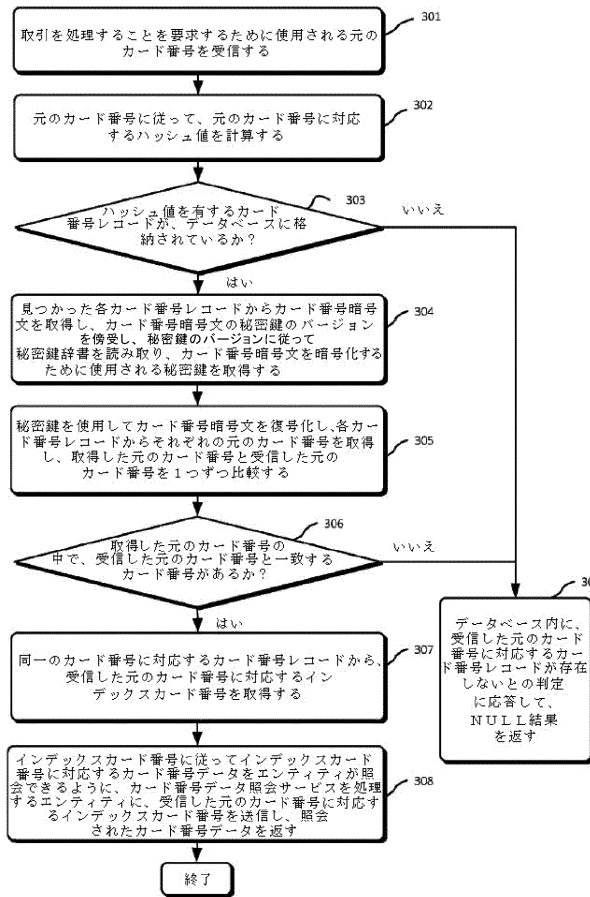 301
取引を処理することを要求するために使用される元の
カード番号を受信する
302
元のカード番号に従って、元のカード番号に対応
するハッシュ値を計算する
303
ハッシュ値を有するカード
番号レコードが、データベースに格
納されているか?
いいえ
はい
304
見つかった各カード番号レコードからカード番号暗号
文を取得し、カード番号暗号文の秘密鍵のバージョン
を傍受し、秘密鍵のバージョンに従って
秘密鍵辞書を読み取り、カード番号暗号文を暗号化する
ために使用される秘密鍵を取得する
305
秘密鍵を使用してカード番号暗号文を復号化し、各カ
ード番号レコードからそれぞれの元のカード番号を取得
し、取得した元のカード番号と受信した元の
カード番号を1つずつ比較する
306
取得した元のカード番号の
中で、受信した元のカード番号と一致する
カード番号があるか?
いいえ
はい
307
同一のカード番号に対応するカード番号レコードから、
受信した元のカード番号に対応するイン
デックスカード番号を取得する
308
インデックスカード番号に従ってインデックスカード
番号に対応するカード番号データをエンティティが照
会できるように、カード番号データ照会サービスを処理
するエンティティに、受信した元のカード番号に対応す
るインデックスカード番号を送信し、照会
されたカード番号データを返す
終了
データベース内に、
受信した元のカード
番号に対応するカー
ド番号レコードが存在
しないとの判定
に応答して、
NULL結果
を返す